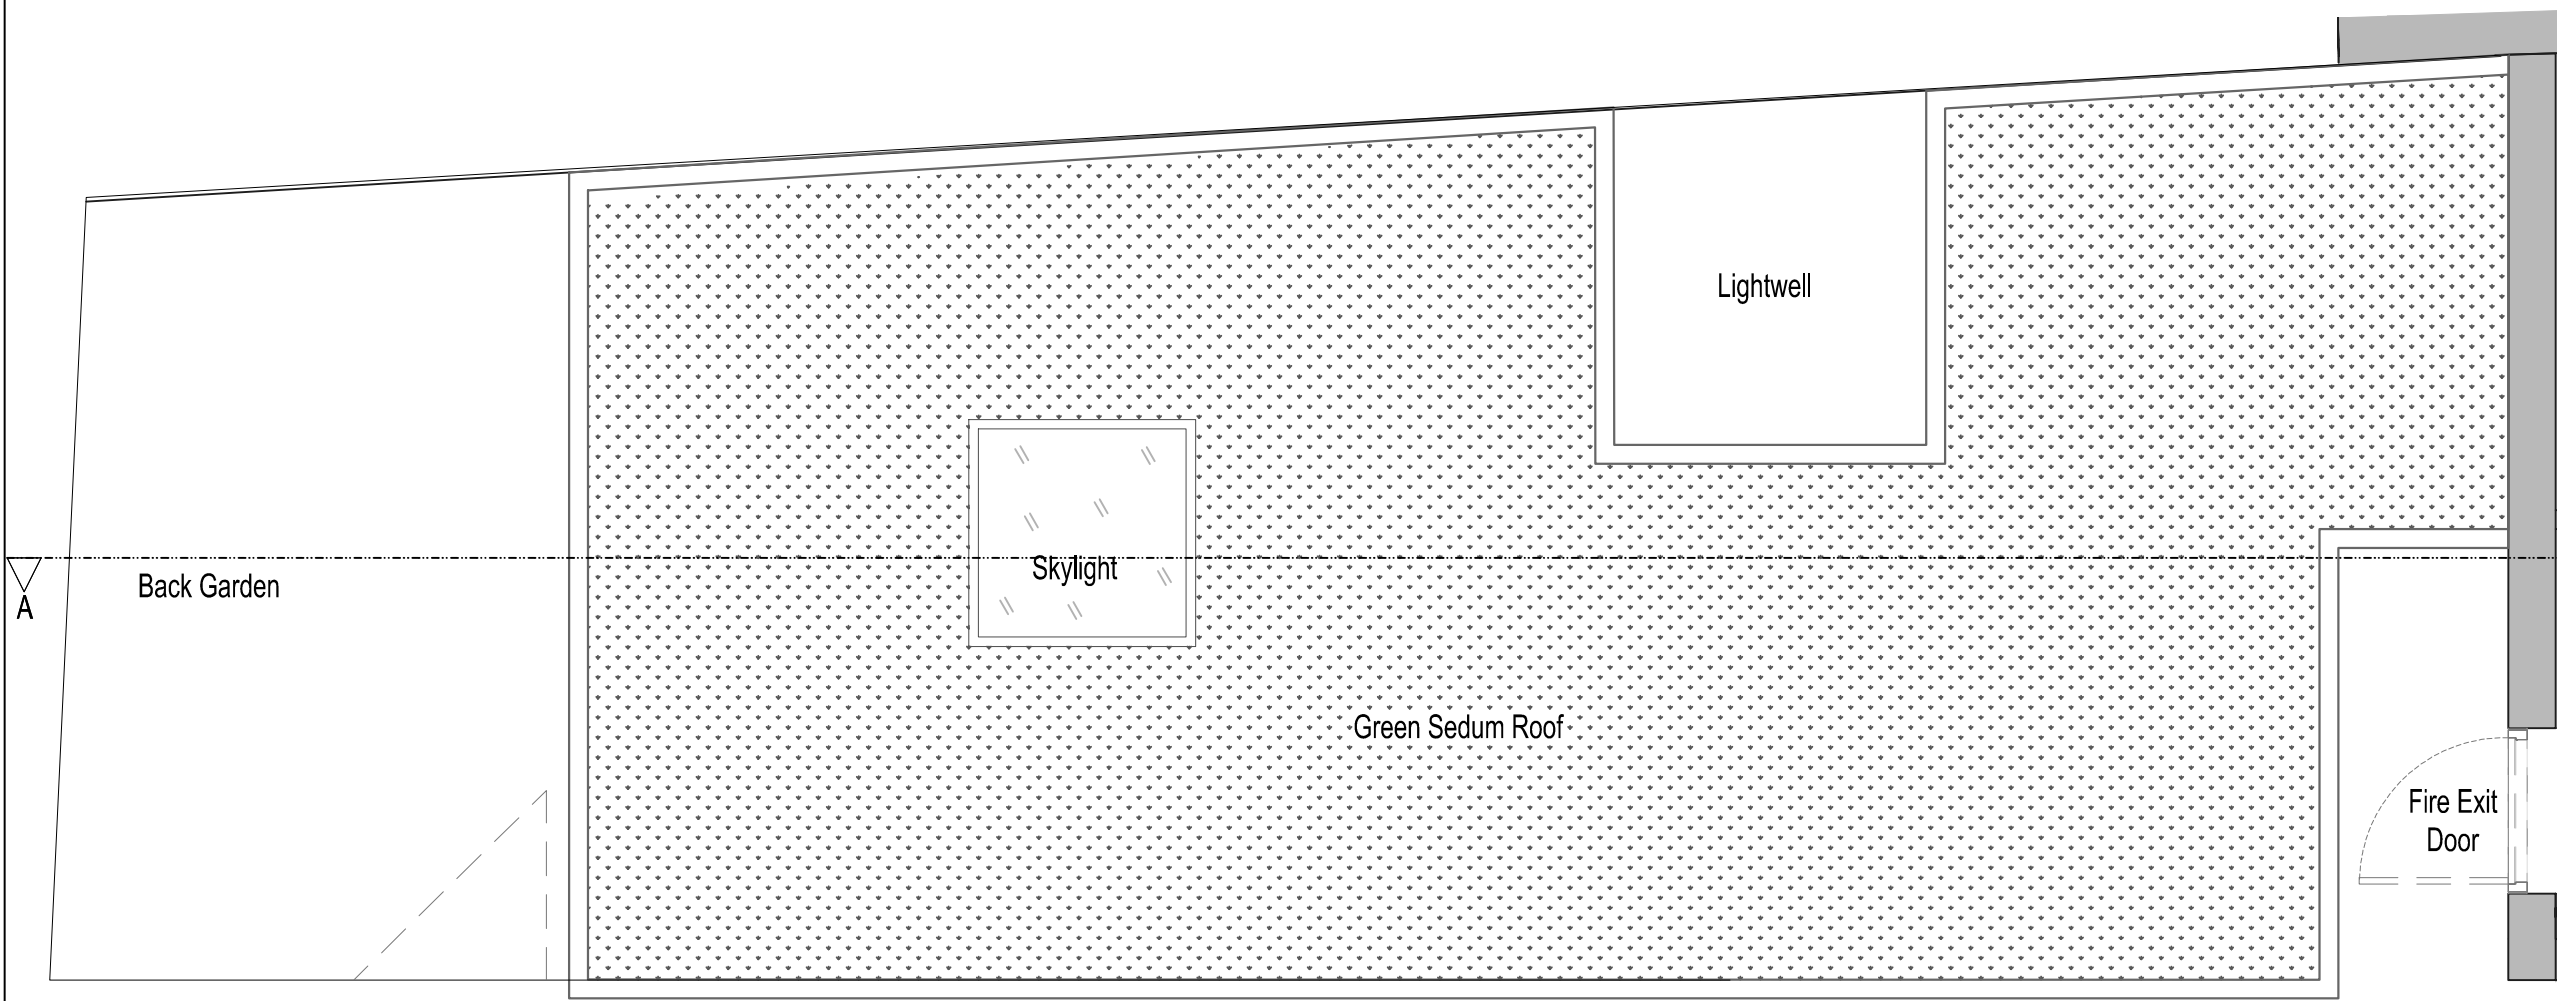 Lightwell
Skylight
Back Garden
A
Green Sedum Roof
Fire Exit
Door